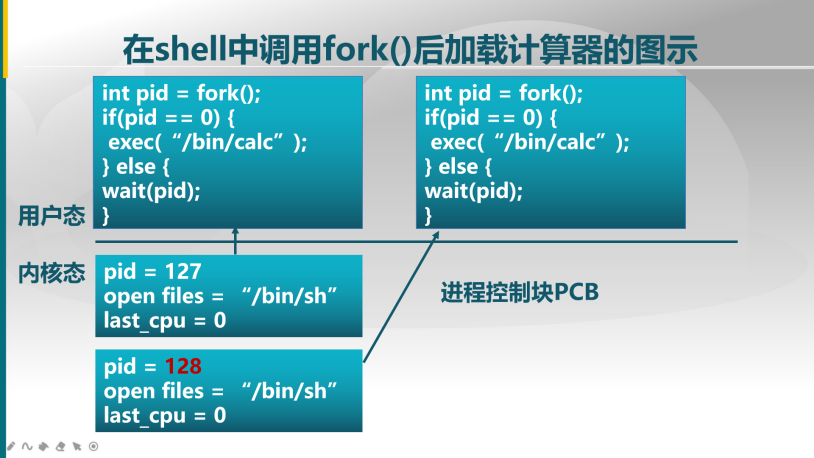 在shell中调用fork()后加载计算器的图示
int pid = fork();
if(pid == 0) {
exec( “/bin/calc” );
} else {
wait(pid);
}
int pid = fork();
if(pid == 0) {
exec( “/bin/calc” );
} else {
wait(pid);
}
用户态
内核态
pid = 127
open files = “/bin/sh”
last_cpu = 0
进程控制块PCB
pid = 128
open files = “/bin/sh”
last_cpu = 0